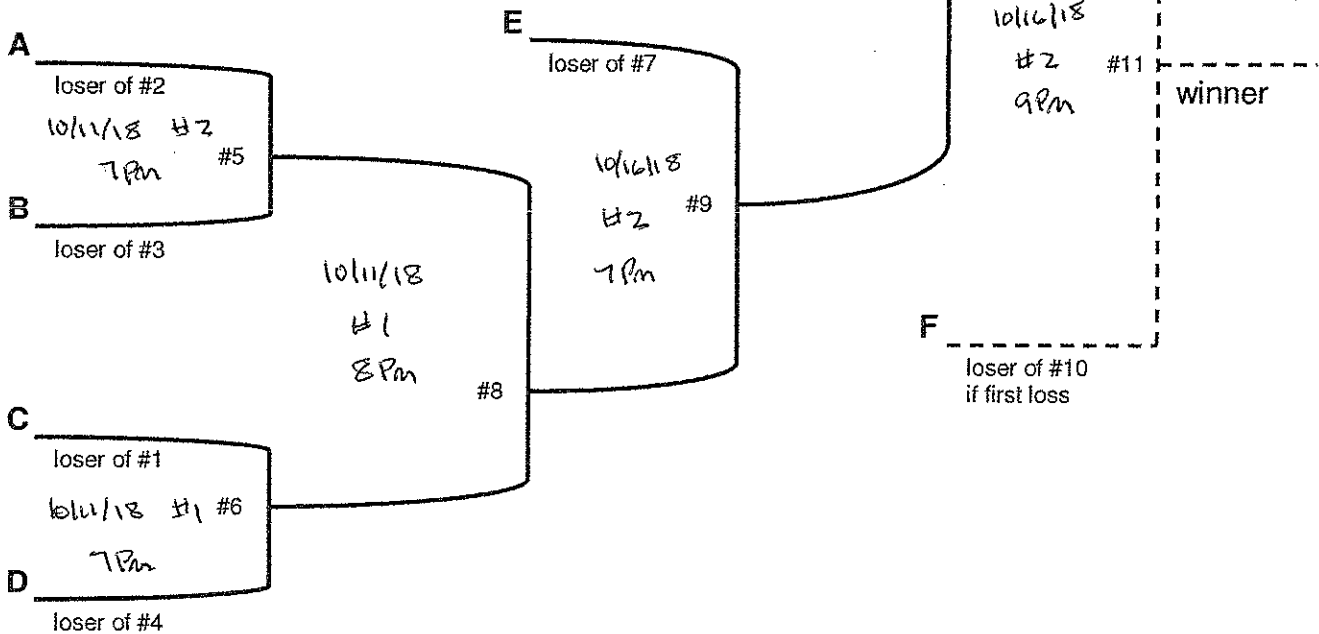 A
loser of #2
10/11/18 #2
7Pm
#5
B
loser of #3
10/11/18
#1
8Pm
#8
C
loser of #1
10/11/18 #1 #6
7Pm
D
loser of #4
E
loser of #7
10/16/18
#2
#9
7Pm
10/16/18
#2
#11
9Pm
winner
F
loser of #10
if first loss